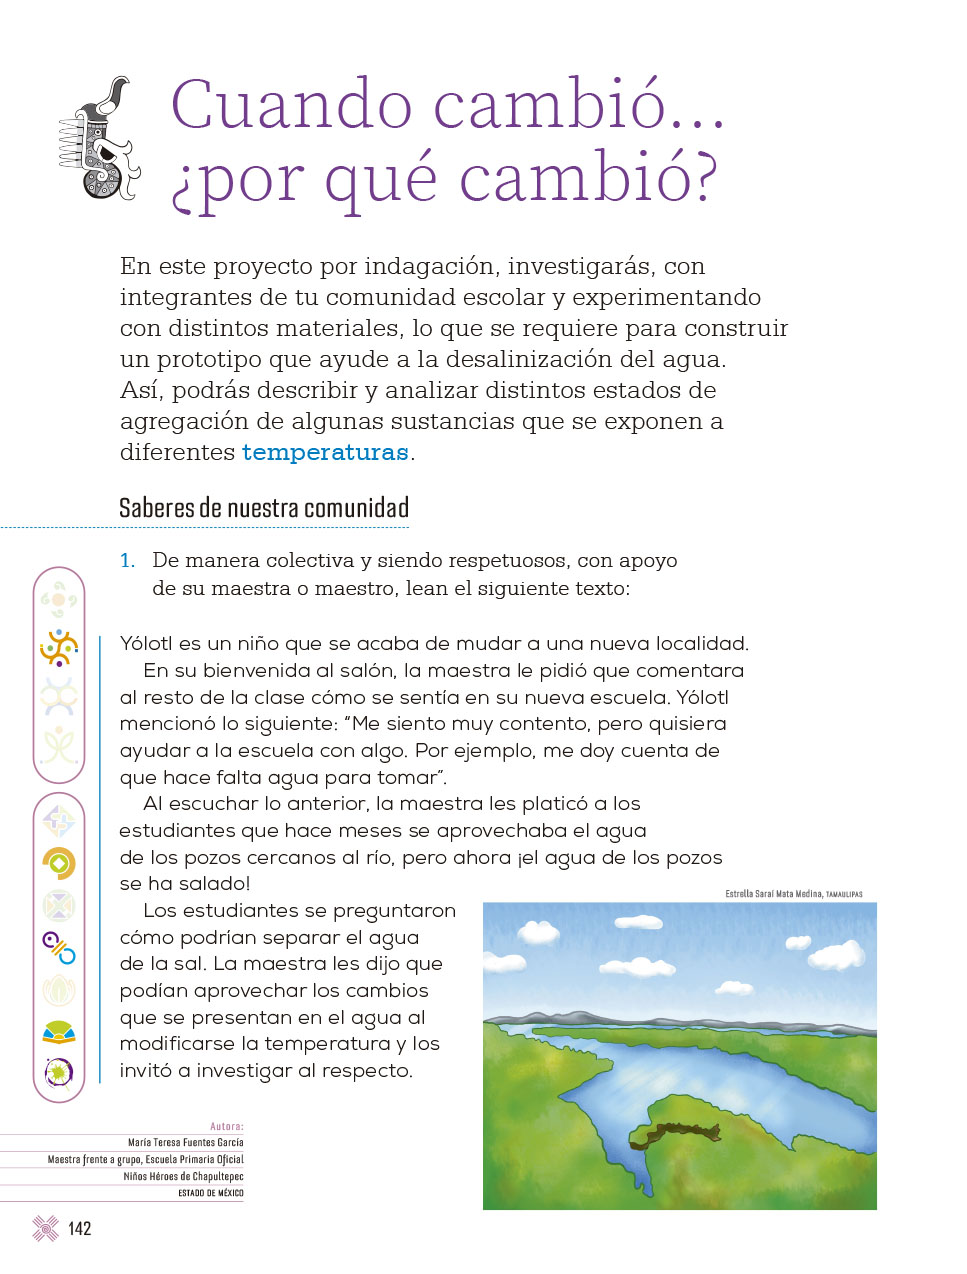 Cuando cambió...
¿por qué cambió?
En este proyecto por indagación, investigarás, con
integrantes de tu comunidad escolar y experimentando
con distintos materiales, lo que se requiere para construir
un prototipo que ayude a la desalinización del agua.
Así, podrás describir y analizar distintos estados de
agregación de algunas sustancias que se exponen a
diferentes temperaturas.
Saberes de nuestra comunidad
1. De manera colectiva y siendo respetuosos, con apoyo
de su maestra o maestro, lean el siguiente texto:
Yólotl es un niño que se acaba de mudar a una nueva localidad.
En su bienvenida al salón, la maestra le pidió que comentara
al resto de la clase cómo se sentía en su nueva escuela. Yólotl
mencionó lo siguiente: “Me siento muy contento, pero quisiera
ayudar a la escuela con algo. Por ejemplo, me doy cuenta de
que hace falta agua para tomar”.
Al escuchar lo anterior, la maestra les platicó a los
estudiantes que hace meses se aprovechaba el agua
de los pozos cercanos al río, pero ahora ¡el agua de los pozos
se ha salado!
Los estudiantes se preguntaron
cómo podrían separar el agua
de la sal. La maestra les dijo que
podían aprovechar los cambios
que se presentan en el agua al
modificarse la temperatura y los
invitó a investigar al respecto.
Estrella Saraí Mata Medina, TAMAULIPAS
Autora:
María Teresa Fuentes García
Maestra frente a grupo, Escuela Primaria Oficial
Niños Héroes de Chapultepec
ESTADO DE MÉXICO
142